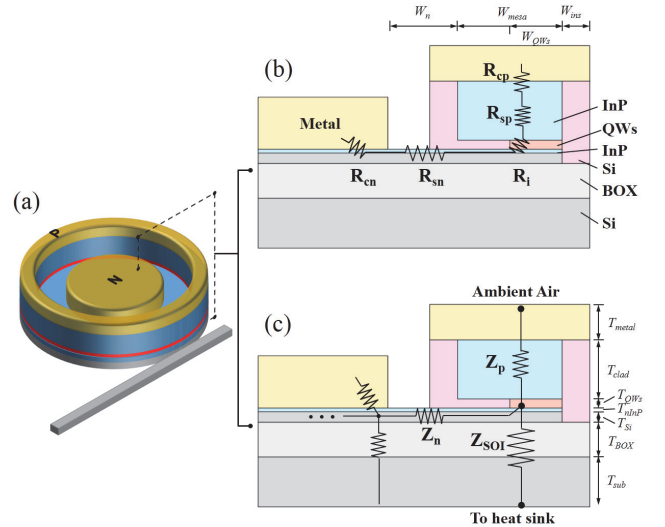 W_n
W_mesa
W_ins
W_QWs
(b)
R_cp
InP
R_sp
Metal
QWs
InP
R_cn
R_sn
R_i
Si
BOX
(a)
Si
P
N
(c)
Ambient Air
T_metal
Z_p
T_clad
T_QWs
T_nInP
T_Si
Z_n
Z_SOI
T_BOX
T_sub
To heat sink